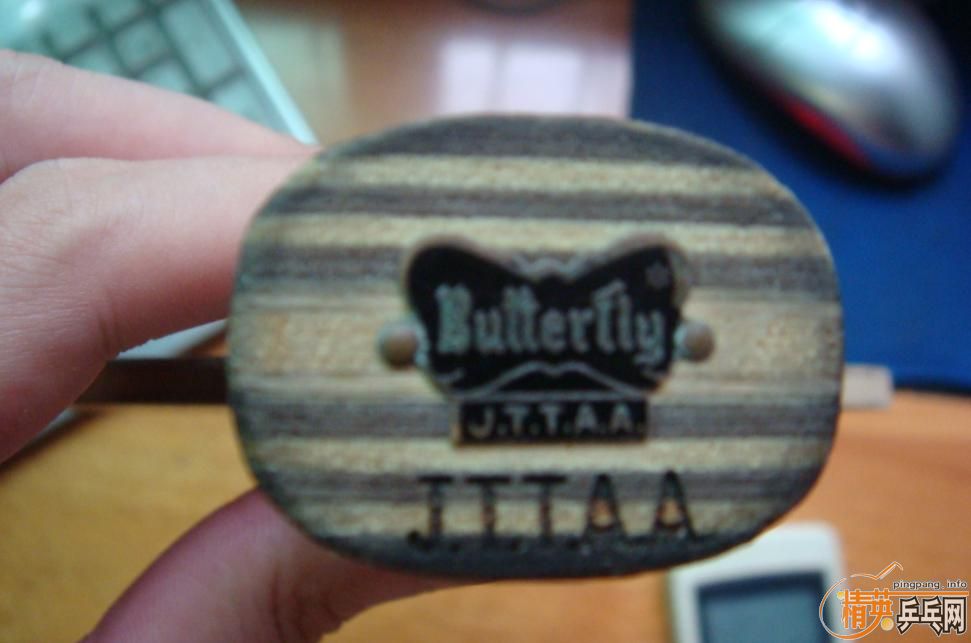 Butterfly
J.T.T.A.A.
J.T.T.A.A
pingpang.info
精英乒乓网